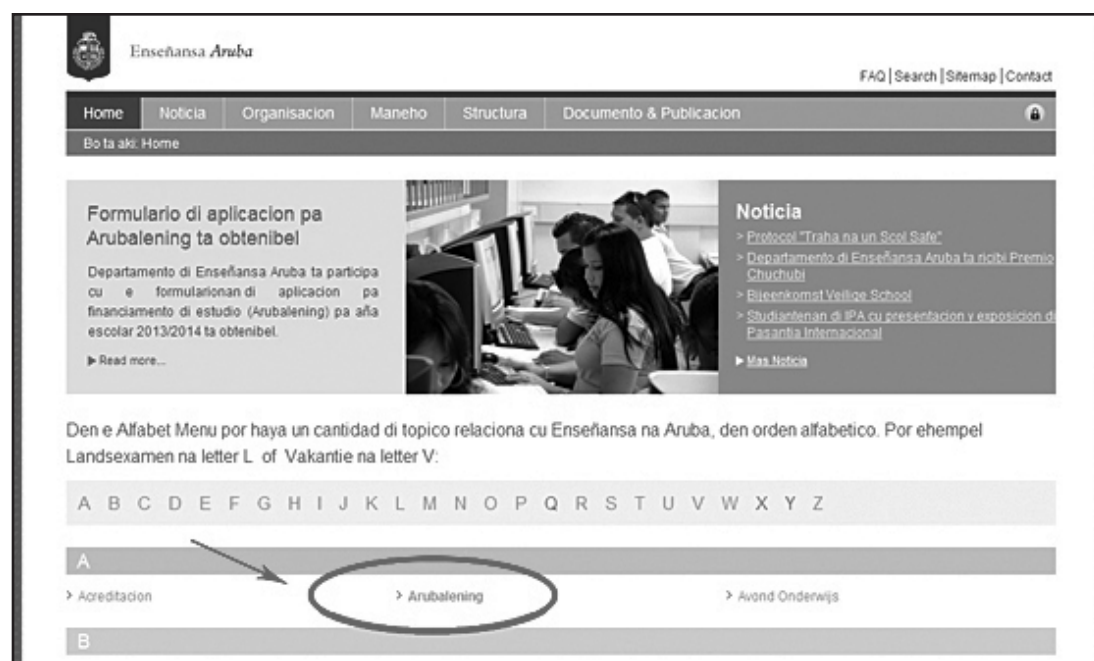 Enseñansa Aruba
FAQ | Search | Sitemap | Contact
Home Noticia Organisacion Maneho Structura Documento & Publicacion
Bo ta aki: Home
Formulario di aplicacion pa
Arubalening ta obtenibel
Departamento di Enseñansa Aruba ta participa
cu e formularionan di aplicacion pa
financiamento di estudio (Arubalening) pa aña
escolar 2013/2014 ta obtenibel.
Read more...
Noticia
> Protocol "Traha na un Scol Safe"
> Departamento di Enseñansa Aruba ta ricibi Premio
Chuchubi
> Bijeenkomst Veilige School
> Studiantenan di IPA cu presentacion y exposicion di
Pasantia Internacional
Mas Noticia
Den e Alfabet Menu por haya un cantidad di topico relaciona cu Enseñansa na Aruba, den orden alfabetico. Por ehempel
Landsexamen na letter L of Vakantie na letter V:
A B C D E F G H I J K L M N O P Q R S T U V W X Y Z
A
> Acreditacion > Arubalening > Avond Onderwijs
B